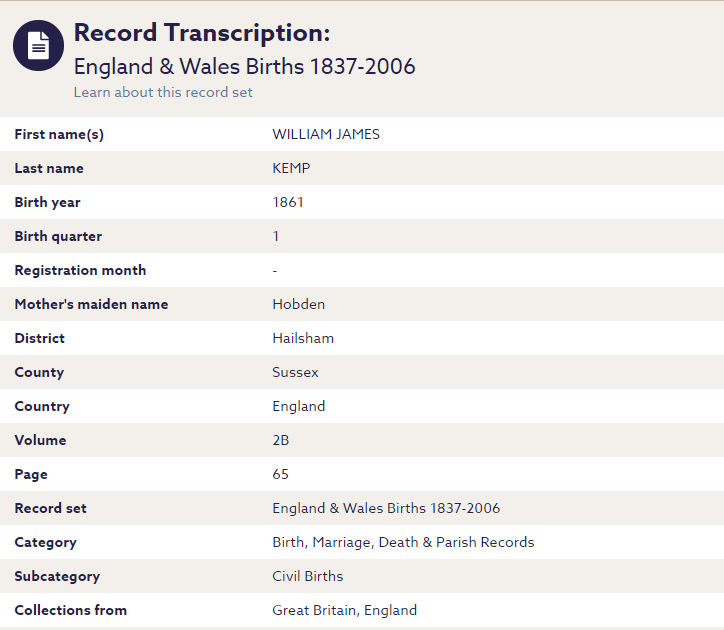 Record Transcription:
England & Wales Births 1837-2006
Learn about this record set
First name(s) WILLIAM JAMES
Last name KEMP
Birth year 1861
Birth quarter 1
Registration month -
Mother's maiden name Hobden
District Hailsham
County Sussex
Country England
Volume 2B
Page 65
Record set England & Wales Births 1837-2006
Category Birth, Marriage, Death & Parish Records
Subcategory Civil Births
Collections from Great Britain, England